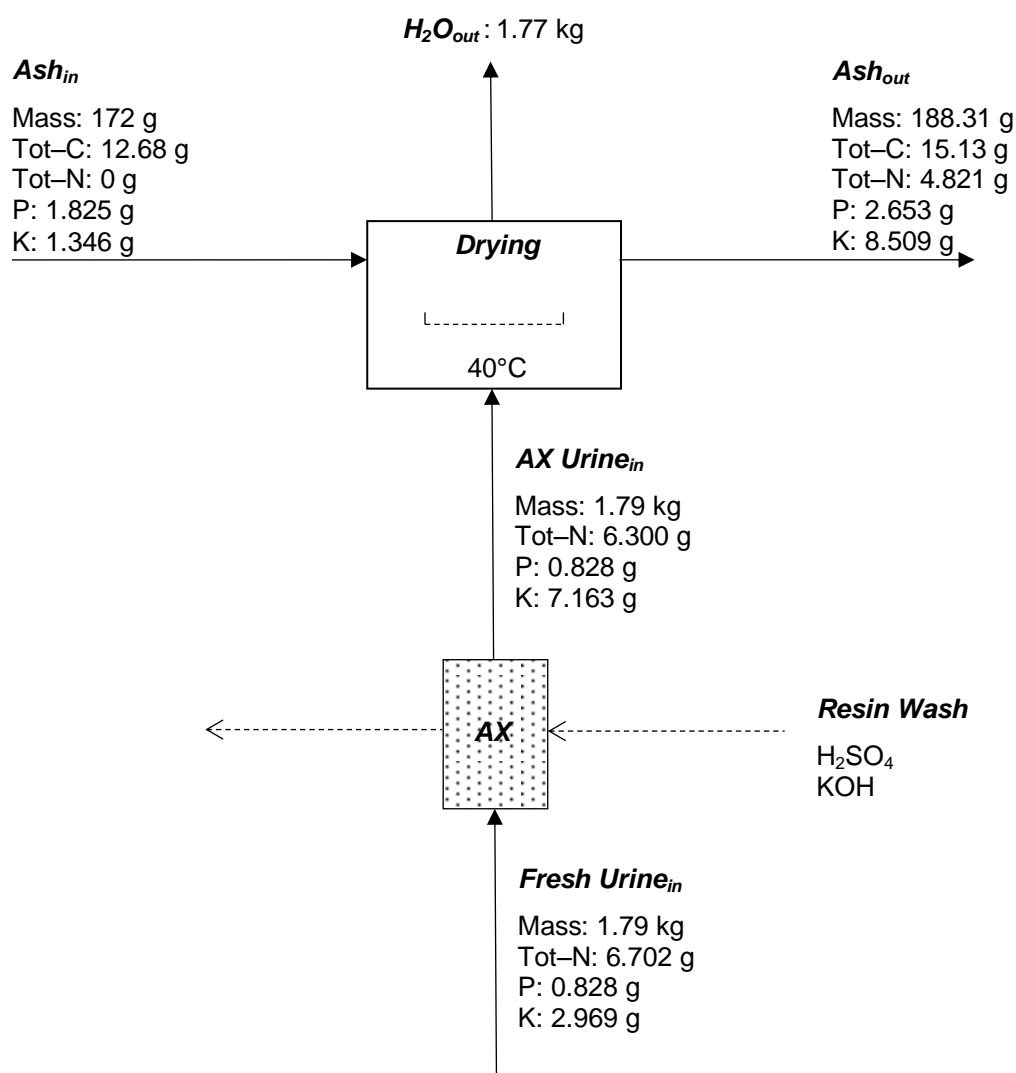 H₂Oₒᵤₜ: 1.77 kg
Ashᵢₙ
Mass: 172 g
Tot–C: 12.68 g
Tot–N: 0 g
P: 1.825 g
K: 1.346 g
Ashₒᵤₜ
Mass: 188.31 g
Tot–C: 15.13 g
Tot–N: 4.821 g
P: 2.653 g
K: 8.509 g
Drying
40°C
AX Urineᵢₙ
Mass: 1.79 kg
Tot–N: 6.300 g
P: 0.828 g
K: 7.163 g
AX
Resin Wash
H₂SO₄
KOH
Fresh Urineᵢₙ
Mass: 1.79 kg
Tot–N: 6.702 g
P: 0.828 g
K: 2.969 g